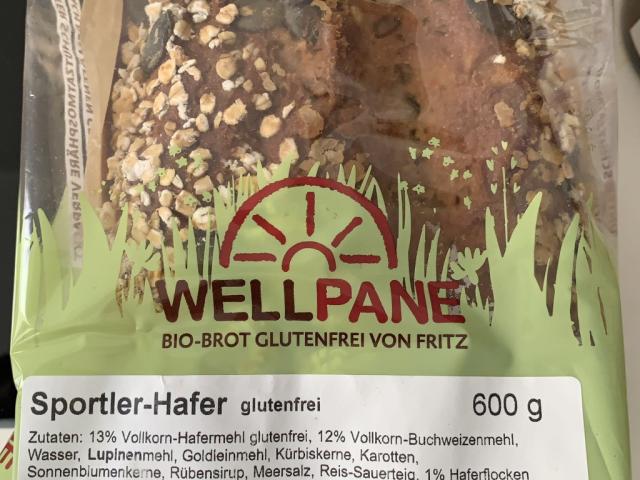 WELLPANE
BIO-BROT GLUTENFREI VON FRITZ
Sportler-Hafer glutenfrei 600 g
Zutaten: 13% Vollkorn-Hafermehl glutenfrei, 12% Vollkorn-Buchweizenmehl,
Wasser, Lupinenmehl, Goldleinmehl, Kürbiskerne, Karotten,
Sonnenblumenkerne, Rübensirup, Meersalz, Reis-Sauerteig, 1% Haferflocken